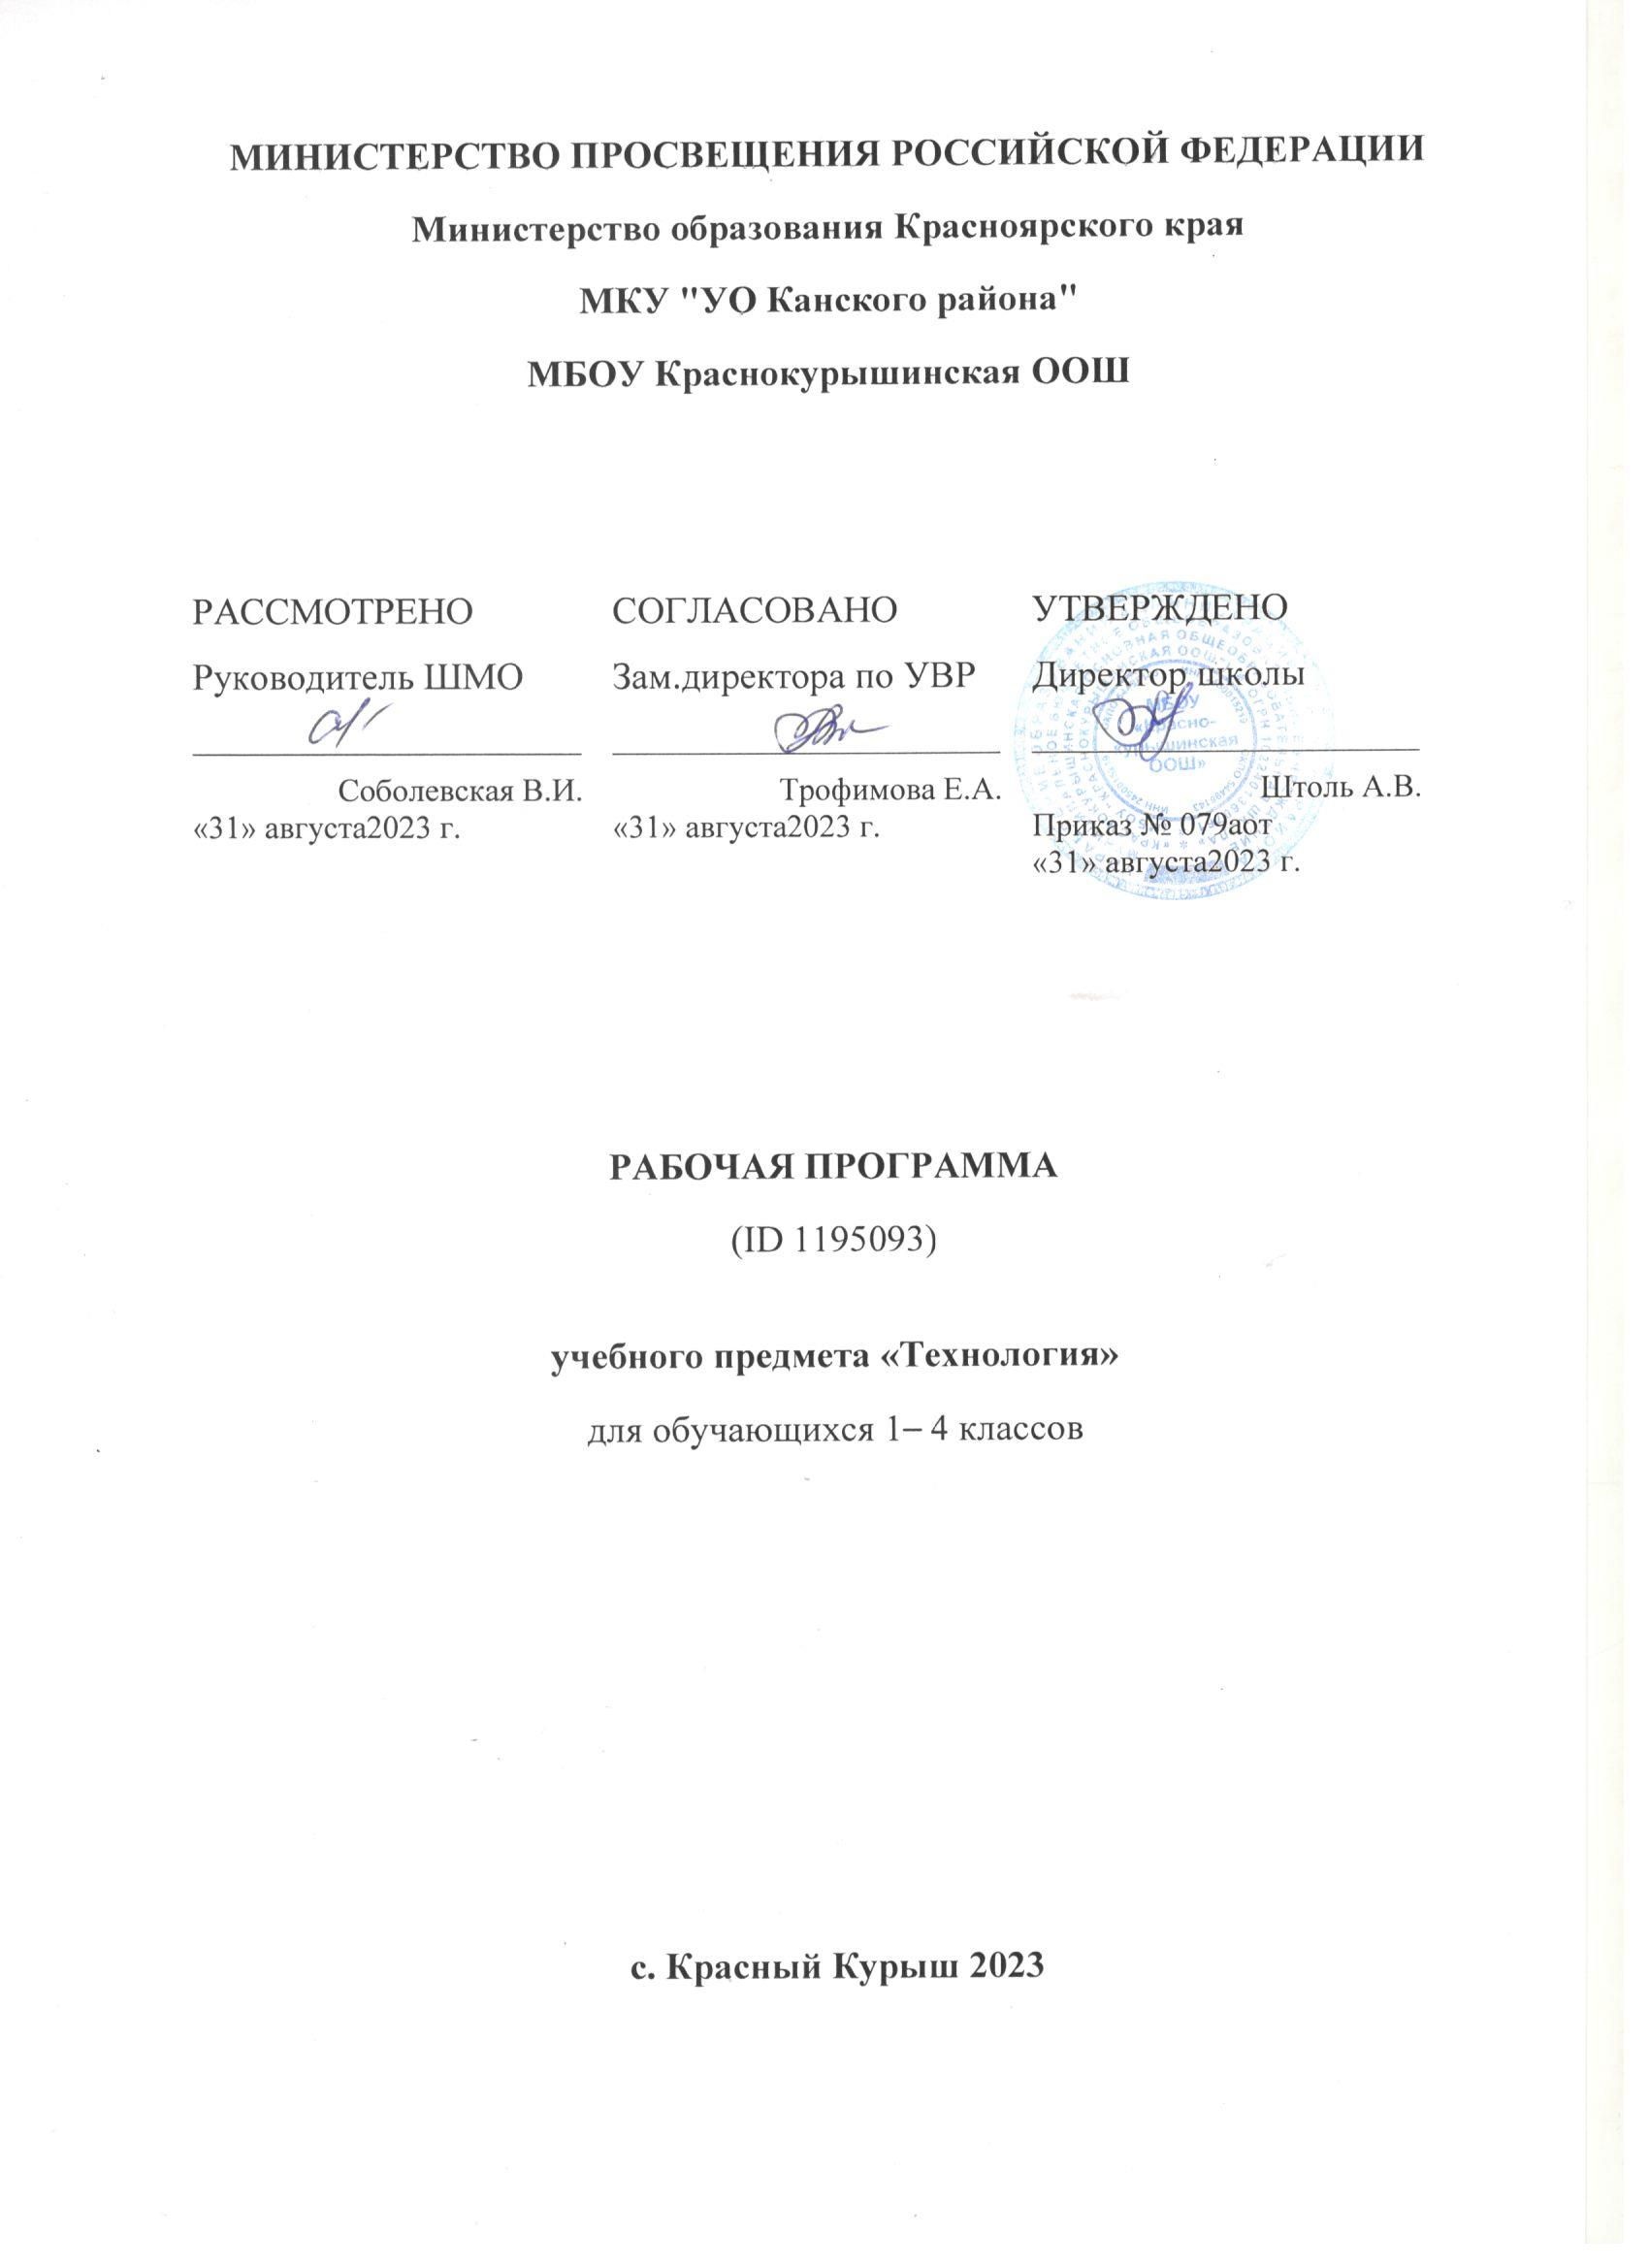 МИНИСТЕРСТВО ПРОСВЕЩЕНИЯ РОССИЙСКОЙ ФЕДЕРАЦИИ
Министерство образования Красноярского края
МКУ "УО Канского района"
МБОУ Краснокурышинская ООШ
РАССМОТРЕНО
Руководитель ШМО
Соболевская В.И.
«31» августа2023 г.
СОГЛАСОВАНО
Зам.директора по УВР
Трофимова Е.А.
«31» августа2023 г.
УТВЕРЖДЕНО
Директор школы
Штоль А.В.
Приказ № 079аот
«31» августа2023 г.
МБОУ
ООШ»
РАБОЧАЯ ПРОГРАММА
(ID 1195093)
учебного предмета «Технология»
для обучающихся 1– 4 классов
с. Красный Курыш 2023